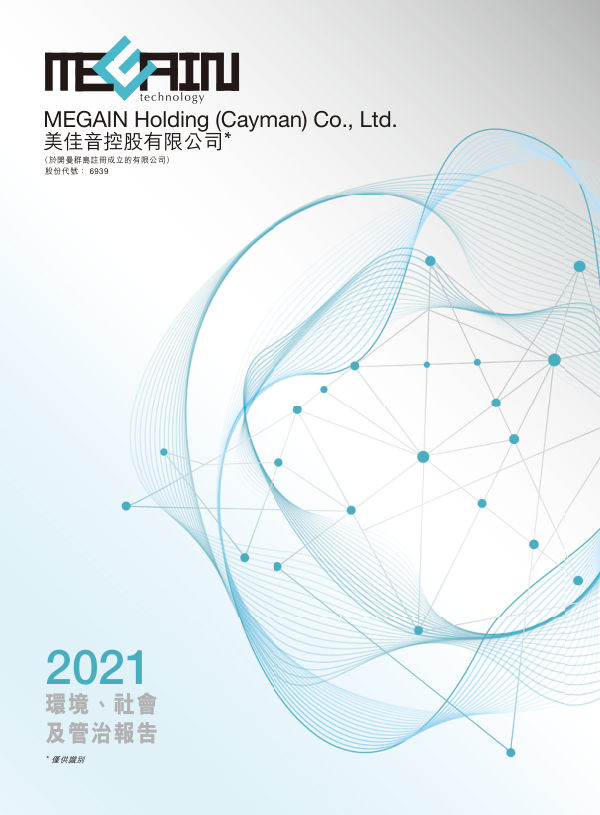 MEGAIN
technology
MEGAIN Holding (Cayman) Co., Ltd.
美佳音控股有限公司*
(於開曼群島註冊成立的有限公司)
股份代號： 6939
2021
環境、社會
及管治報告
* 僅供識別